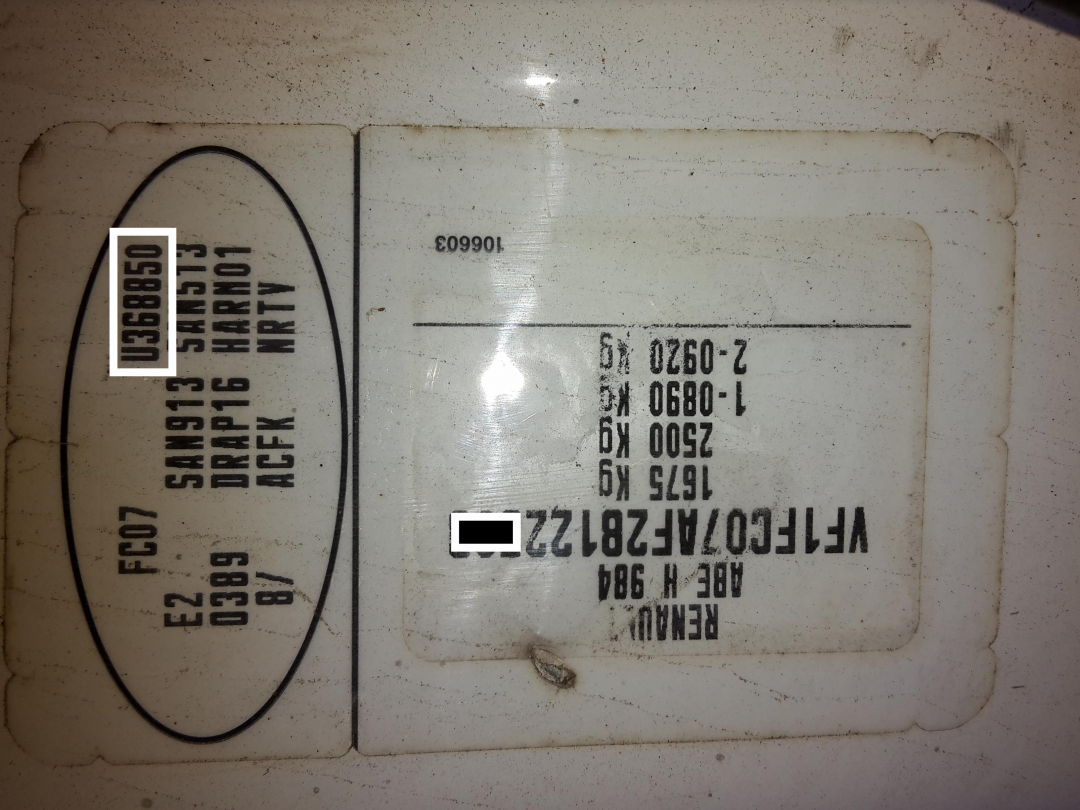 RENAU
ABE H 984
VF1FC07AF28122
1675 Kg
2500 Kg
1-0890 Kg
2-0920 Kg
106603
FC07 U368850
E2 SAN913 SAN513
0389 DRAP16 HARN01
8/ ACFK NRTV